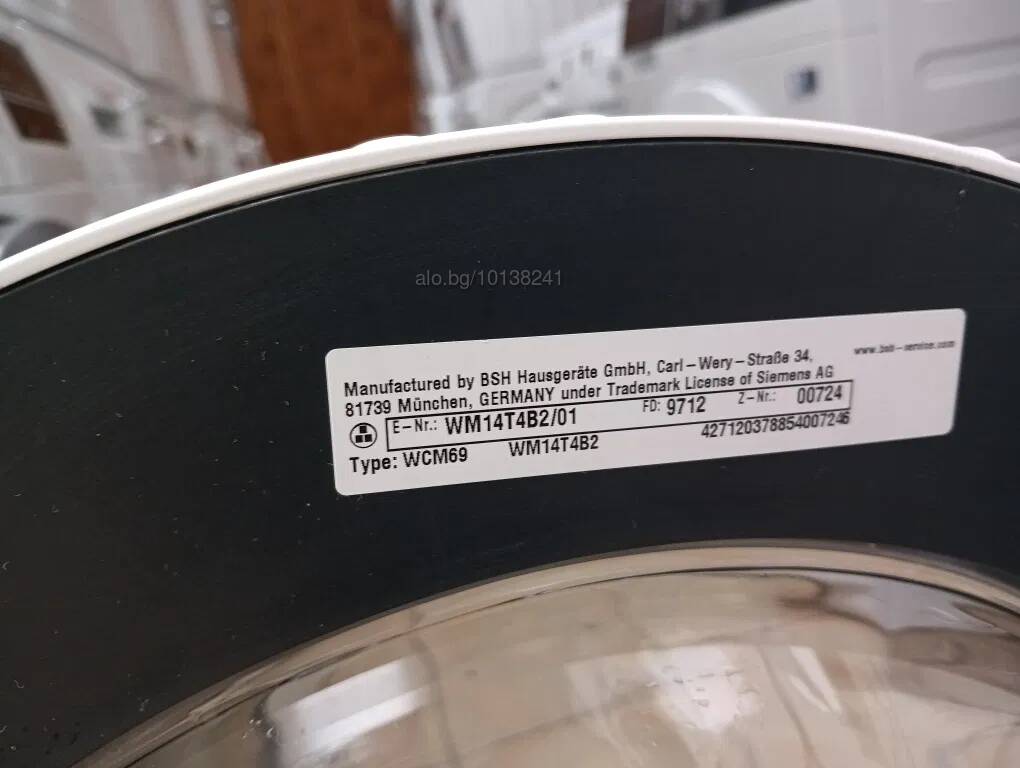 alo.bg/10138241
www.bsh-service.com
Manufactured by BSH Hausgeräte GmbH, Carl-Wery-Straße 34,
81739 München, GERMANY under Trademark License of Siemens AG
E-Nr.: WM14T4B2/01 FD: 9712 Z-Nr.: 00724
Type: WCM69 WM14T4B2 427120378854007246